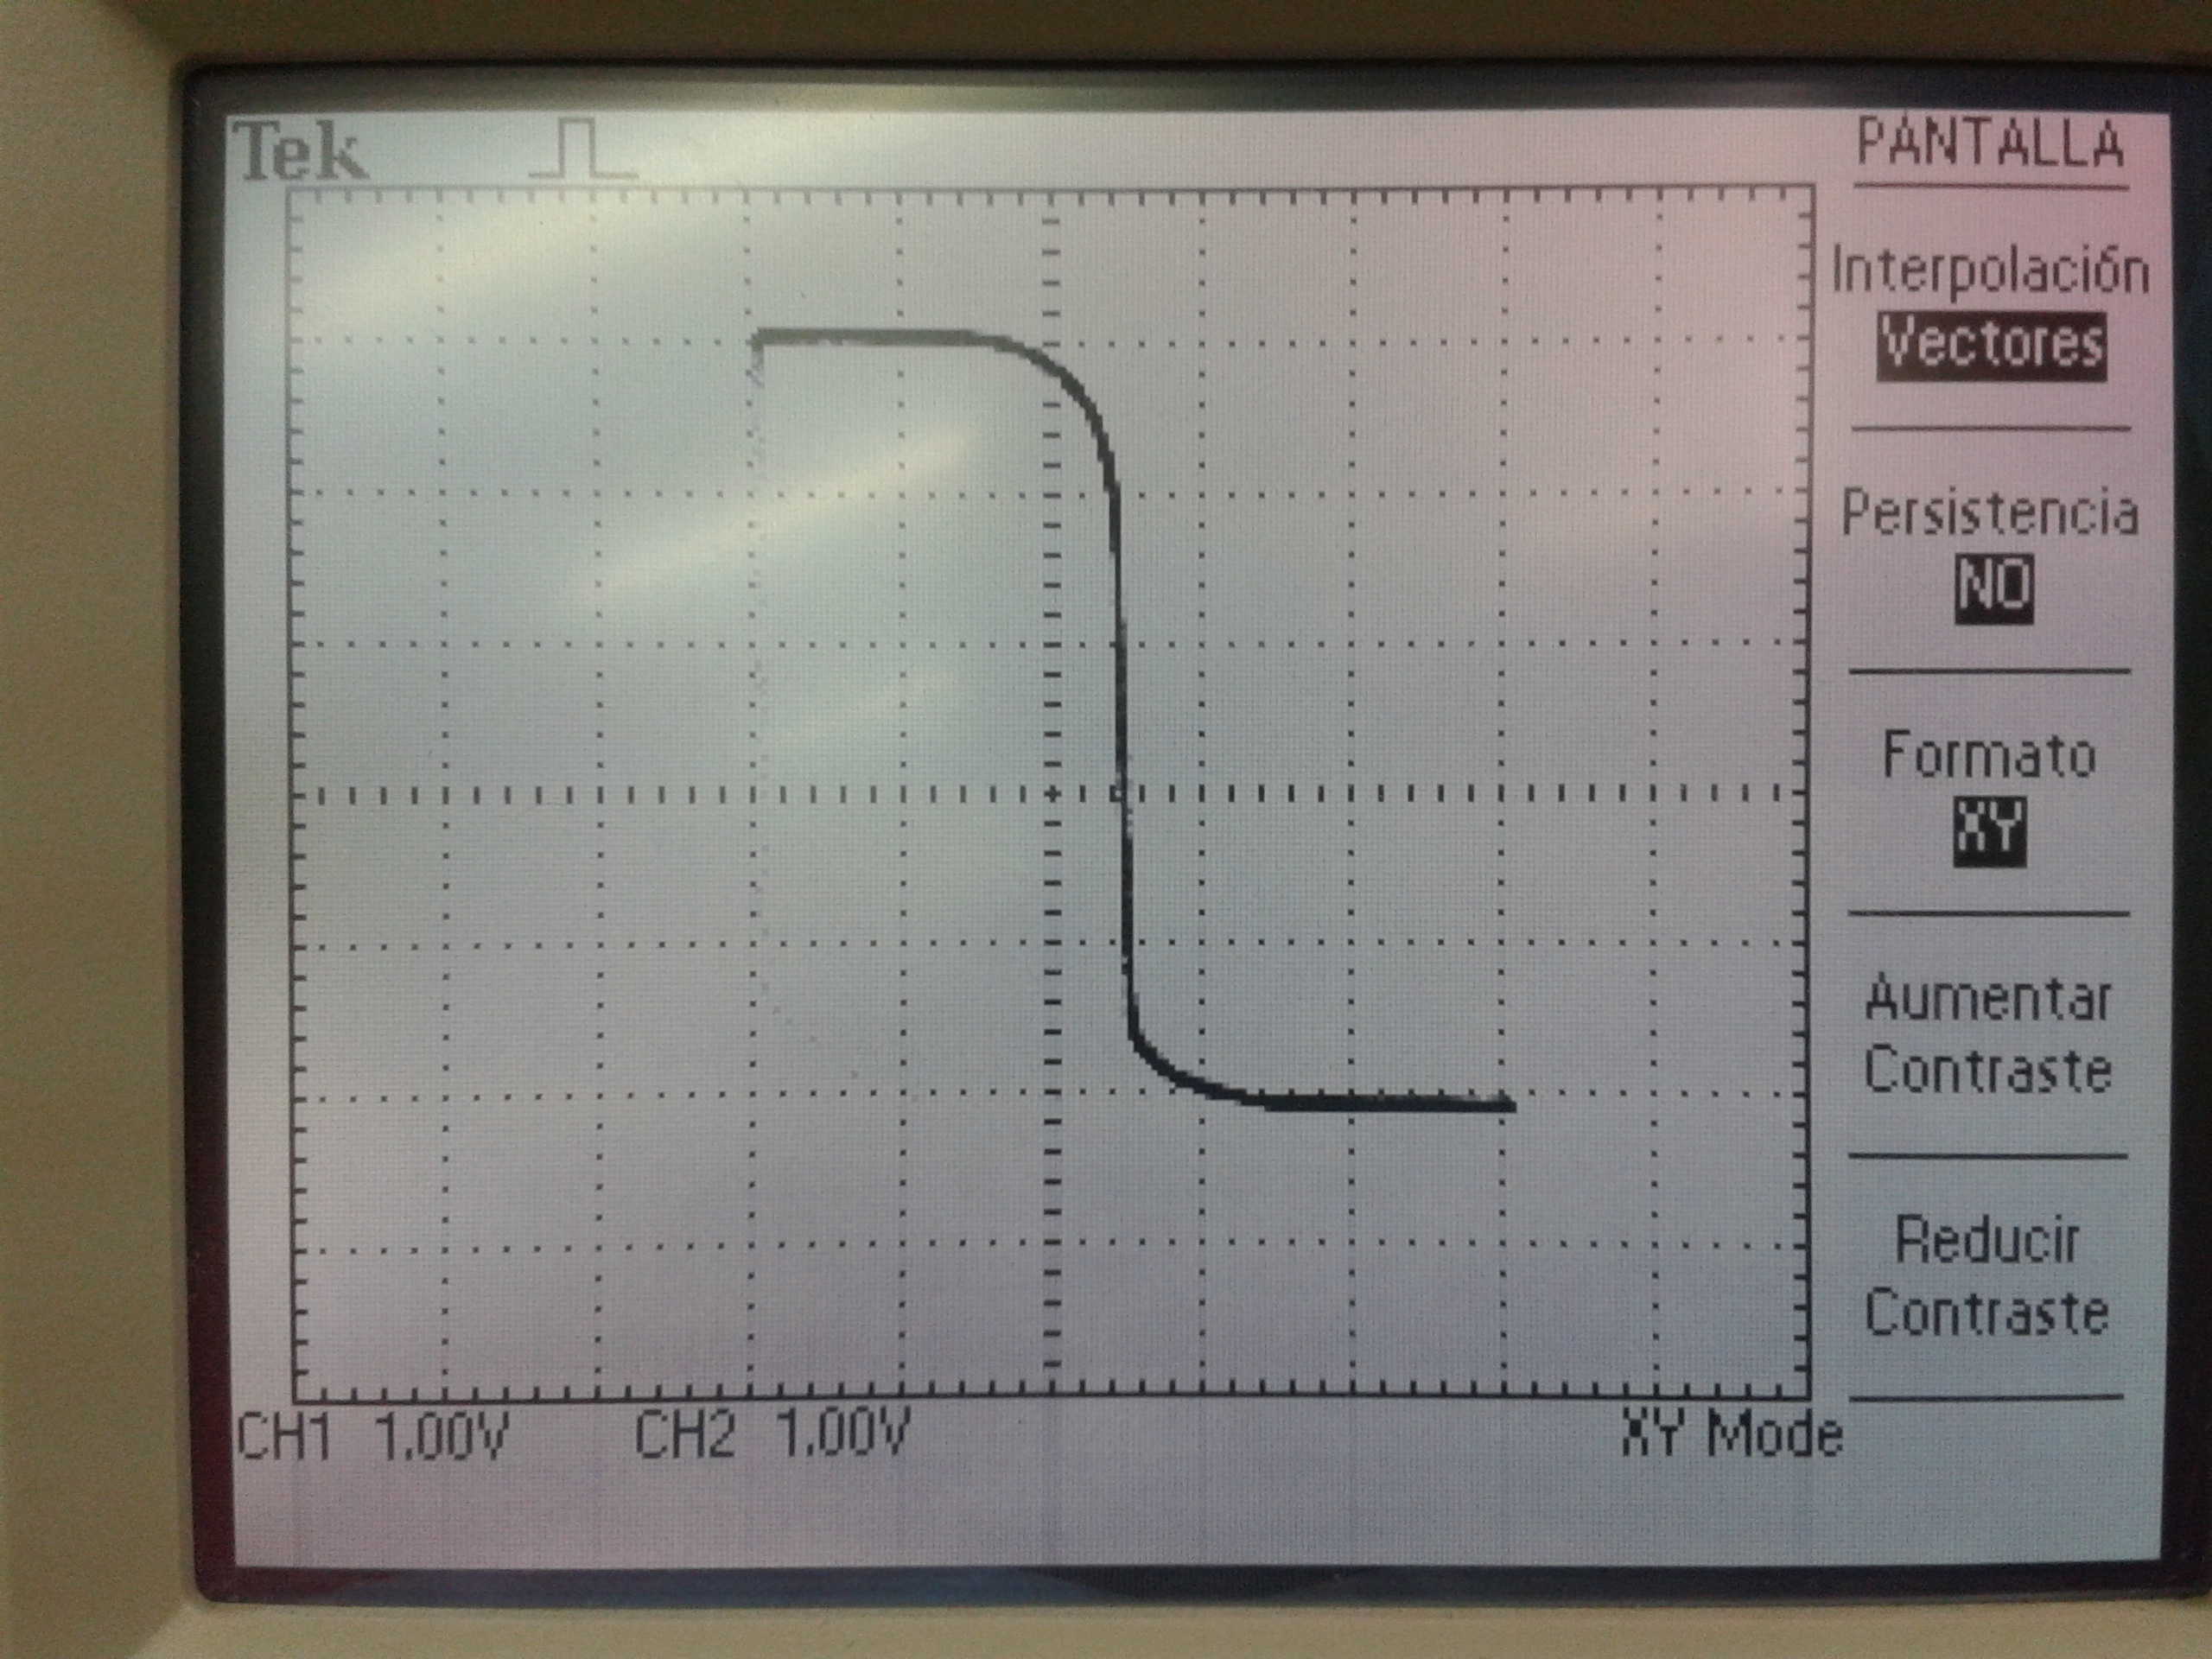 Tek
PANTALLA
Interpolación
Vectores
Persistencia
NO
Formato
XY
Aumentar
Contraste
Reducir
Contraste
CH1 1.00V CH2 1.00V XY Mode